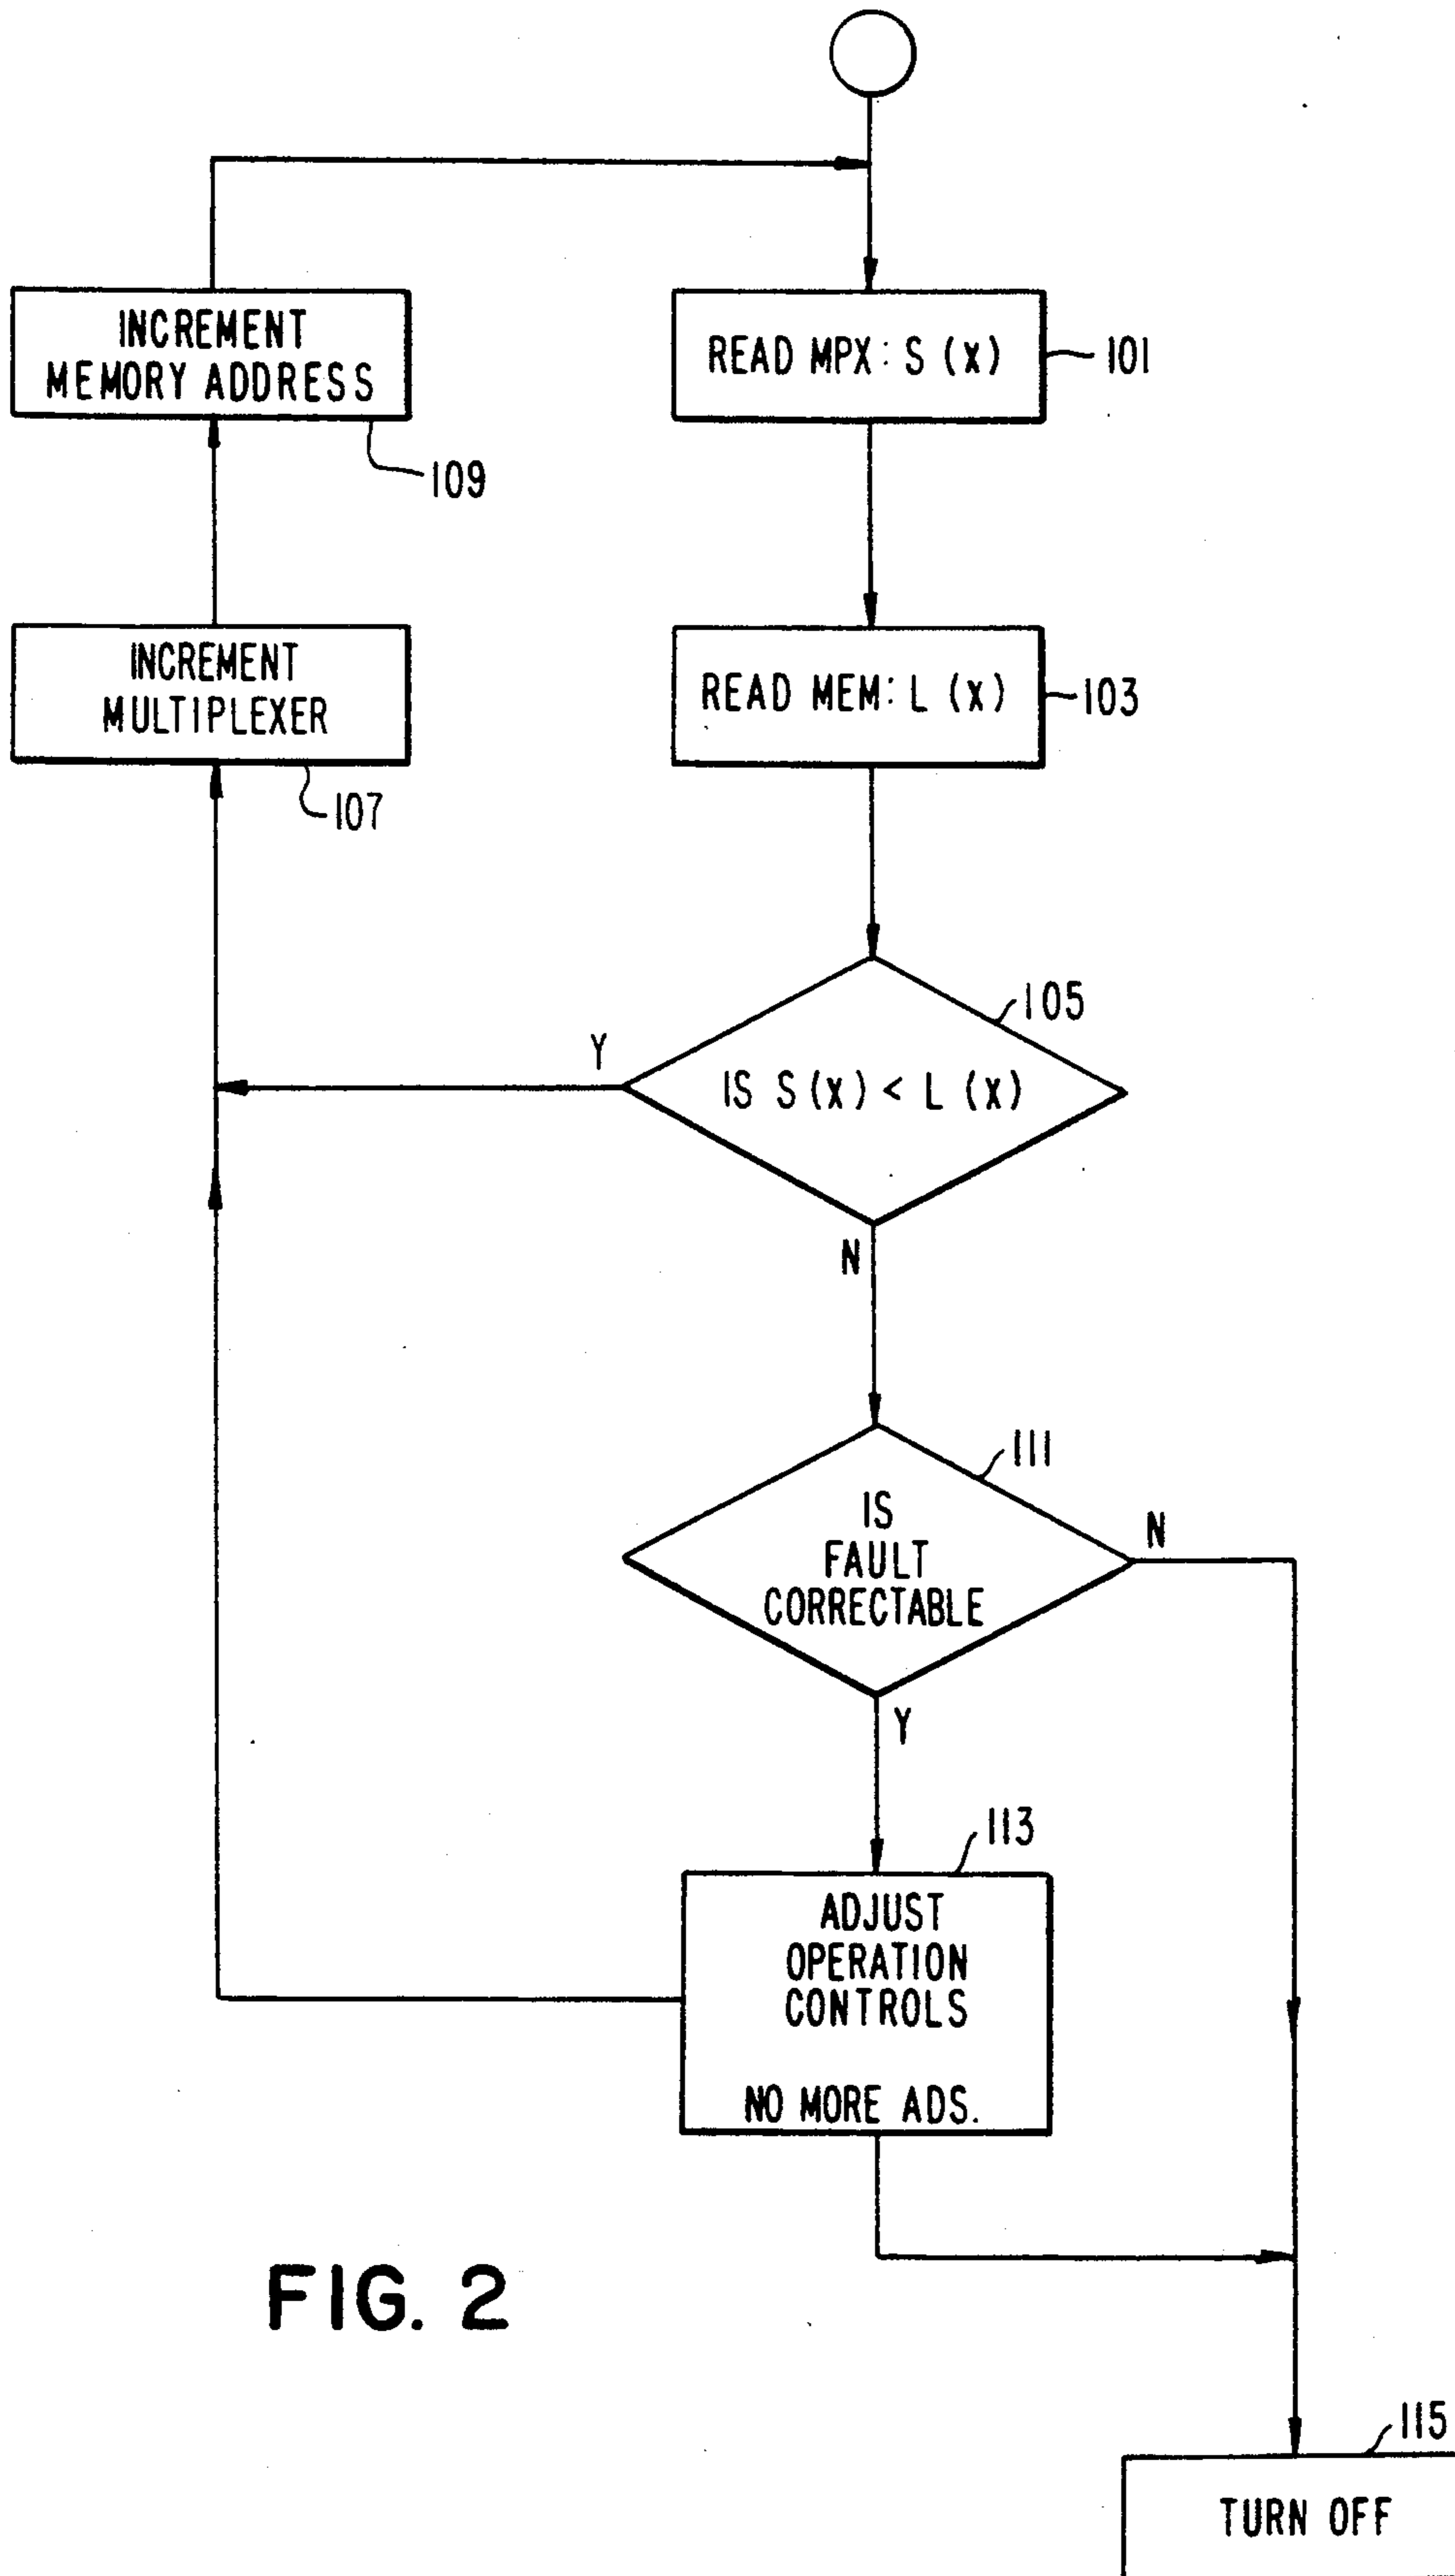 INCREMENT
MEMORY ADDRESS
109
READ MPX: S (x)
101
INCREMENT
MULTIPLEXER
107
READ MEM: L (x)
103
105
Y
IS S(x) < L (x)
N
111
IS
FAULT
CORRECTABLE
N
Y
113
ADJUST
OPERATION
CONTROLS
NO MORE ADS.
FIG. 2
115
TURN OFF